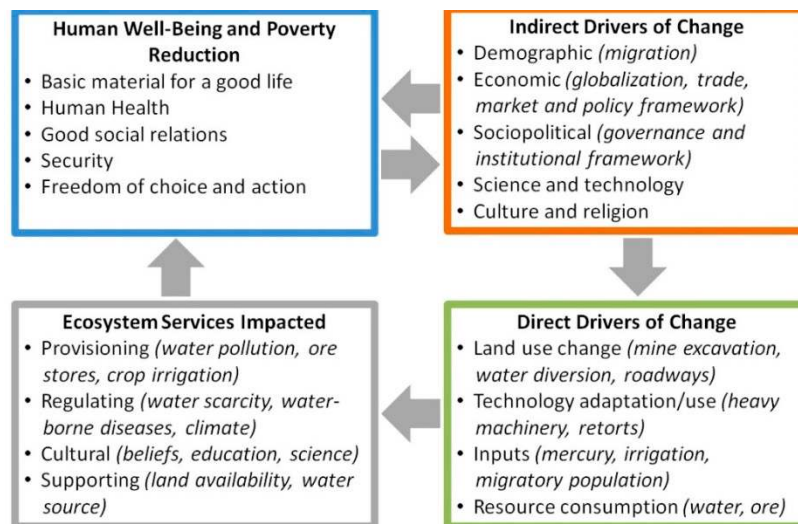 Human Well-Being and Poverty
Reduction
• Basic material for a good life
• Human Health
• Good social relations
• Security
• Freedom of choice and action
Indirect Drivers of Change
• Demographic (migration)
• Economic (globalization, trade,
market and policy framework)
• Sociopolitical (governance and
institutional framework)
• Science and technology
• Culture and religion
Ecosystem Services Impacted
• Provisioning (water pollution, ore
stores, crop irrigation)
• Regulating (water scarcity, water-
borne diseases, climate)
• Cultural (beliefs, education, science)
• Supporting (land availability, water
source)
Direct Drivers of Change
• Land use change (mine excavation,
water diversion, roadways)
• Technology adaptation/use (heavy
machinery, retorts)
• Inputs (mercury, irrigation,
migratory population)
• Resource consumption (water, ore)